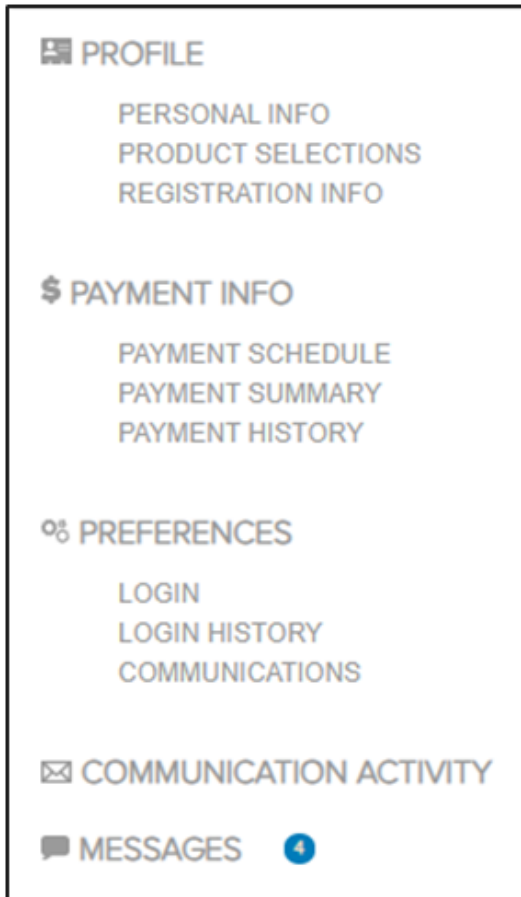 PROFILE
PERSONAL INFO
PRODUCT SELECTIONS
REGISTRATION INFO
$ PAYMENT INFO
PAYMENT SCHEDULE
PAYMENT SUMMARY
PAYMENT HISTORY
PREFERENCES
LOGIN
LOGIN HISTORY
COMMUNICATIONS
COMMUNICATION ACTIVITY
MESSAGES 4